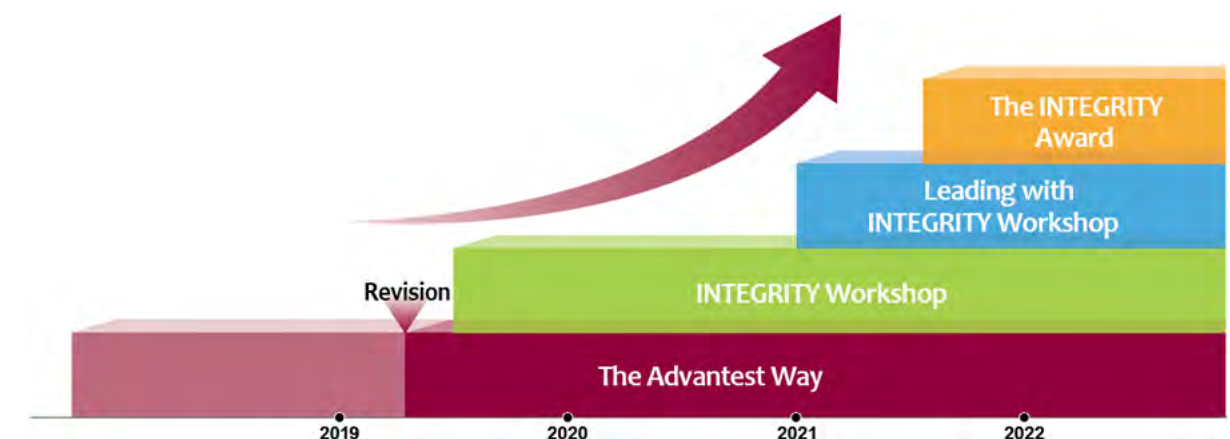 The INTEGRITY
Award
Leading with
INTEGRITY Workshop
Revision
INTEGRITY Workshop
The Advantest Way
2019
2020
2021
2022